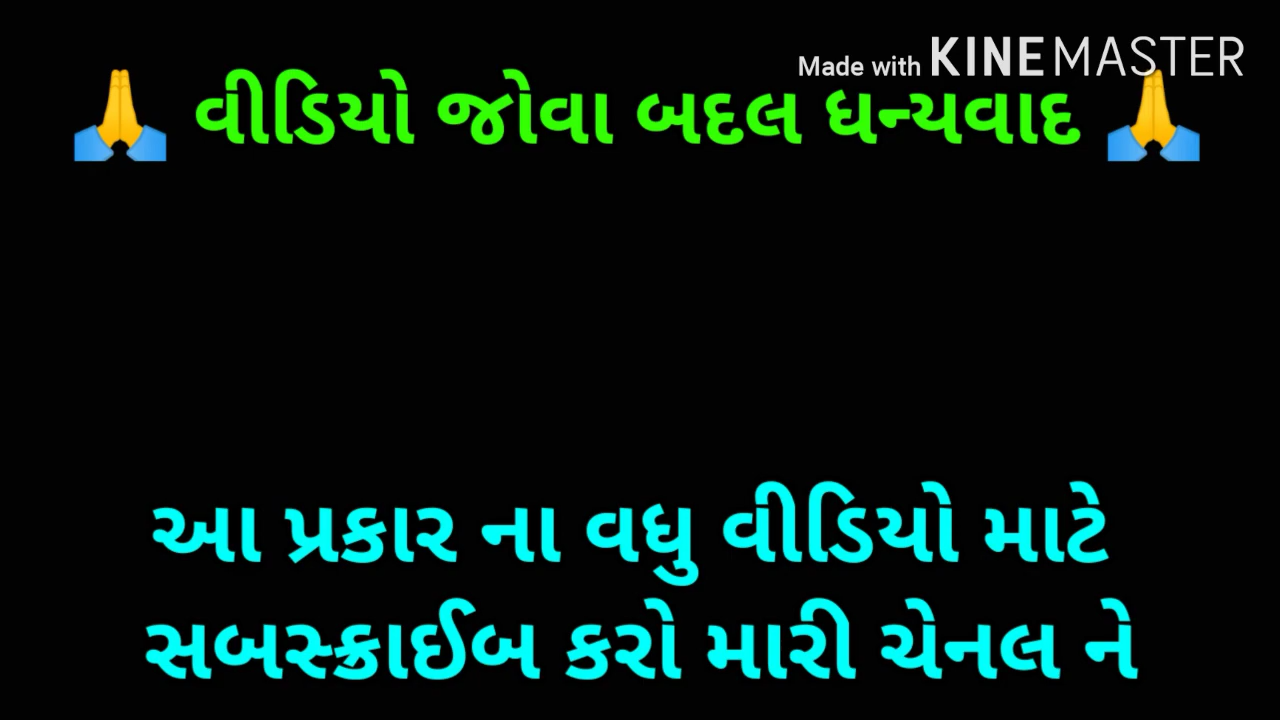 Made with KINEMASTER
🙏 વીડિયો જોવા બદલ ધન્યવાદ 🙏
આ પ્રકાર ના વધુ વીડિયો માટે
સબસ્ક્રાઈબ કરો મારી ચેનલ ને